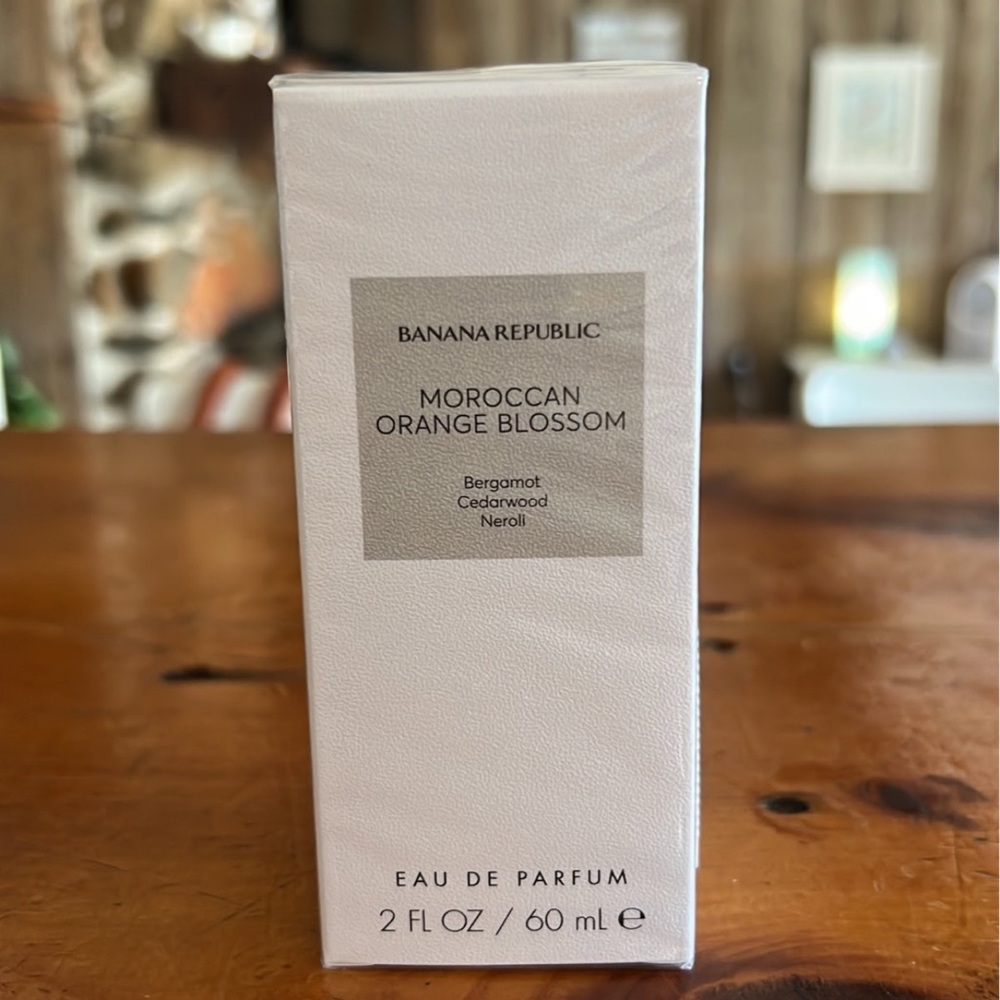 BANANA REPUBLIC
MOROCCAN
ORANGE BLOSSOM
Bergamot
Cedarwood
Neroli
EAU DE PARFUM
2 FL OZ / 60 mL ℮